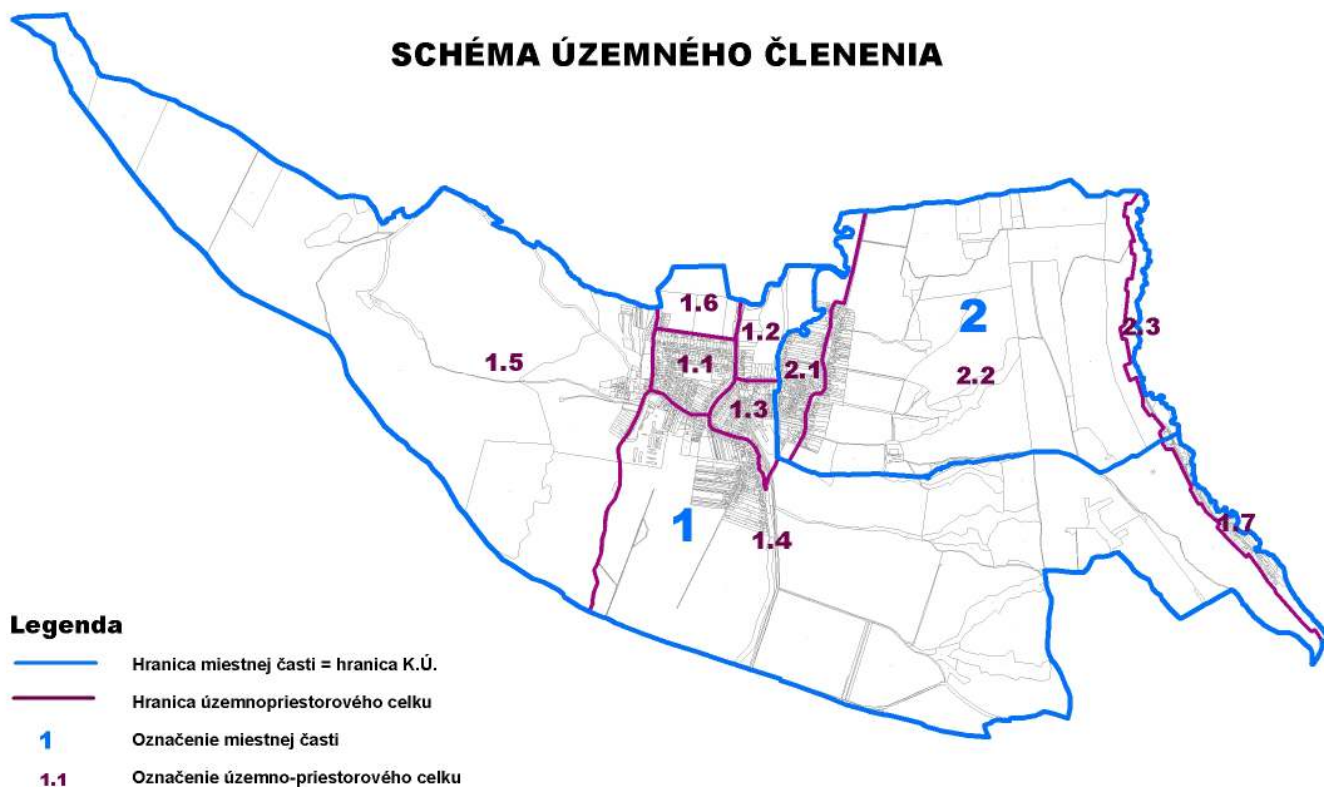 SCHÉMA ÚZEMNÉHO ČLENENIA
1.6
1.2
2
2.3
1.5
1.1
2.1
2.2
1.3
1
1.7
1.4
Legenda
Hranica miestnej časti = hranica K.Ú.
Hranica územnopriestorového celku
1 Označenie miestnej časti
1.1 Označenie územno-priestorového celku